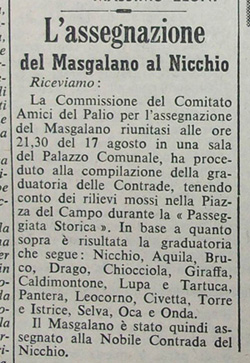 L'assegnazione
del Masgalano al Nicchio
Riceviamo:
La Commissione del Comitato
Amici del Palio per l'assegnazione
del Masgalano riunitasi alle ore
21,30 del 17 agosto in una sala
del Palazzo Comunale, ha pro-
ceduto alla compilazione della gra-
duatoria delle Contrade, tenendo
conto dei rilievi mossi nella Piaz-
za del Campo durante la « Passeg-
giata Storica ». In base a quanto
sopra è risultata la graduatoria
che segue: Nicchio, Aquila, Bru-
co, Drago, Chiocciola, Giraffa,
Caldimontone, Lupa e Tartuca,
Pantera, Leocorno, Civetta, Torre
e Istrice, Selva, Oca e Onda.
Il Masgalano è stato quindi as-
segnato alla Nobile Contrada del
Nicchio.